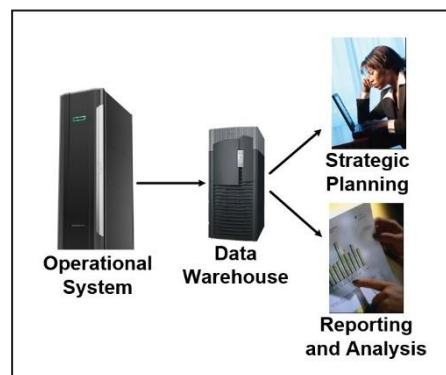 Strategic
Planning
Operational
System
Data
Warehouse
Reporting
and Analysis